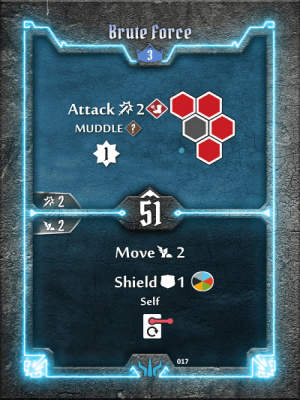 Brute Force
3
Attack 2
MUDDLE ?
1
2
51
2
Move 2
Shield 1
Self
017